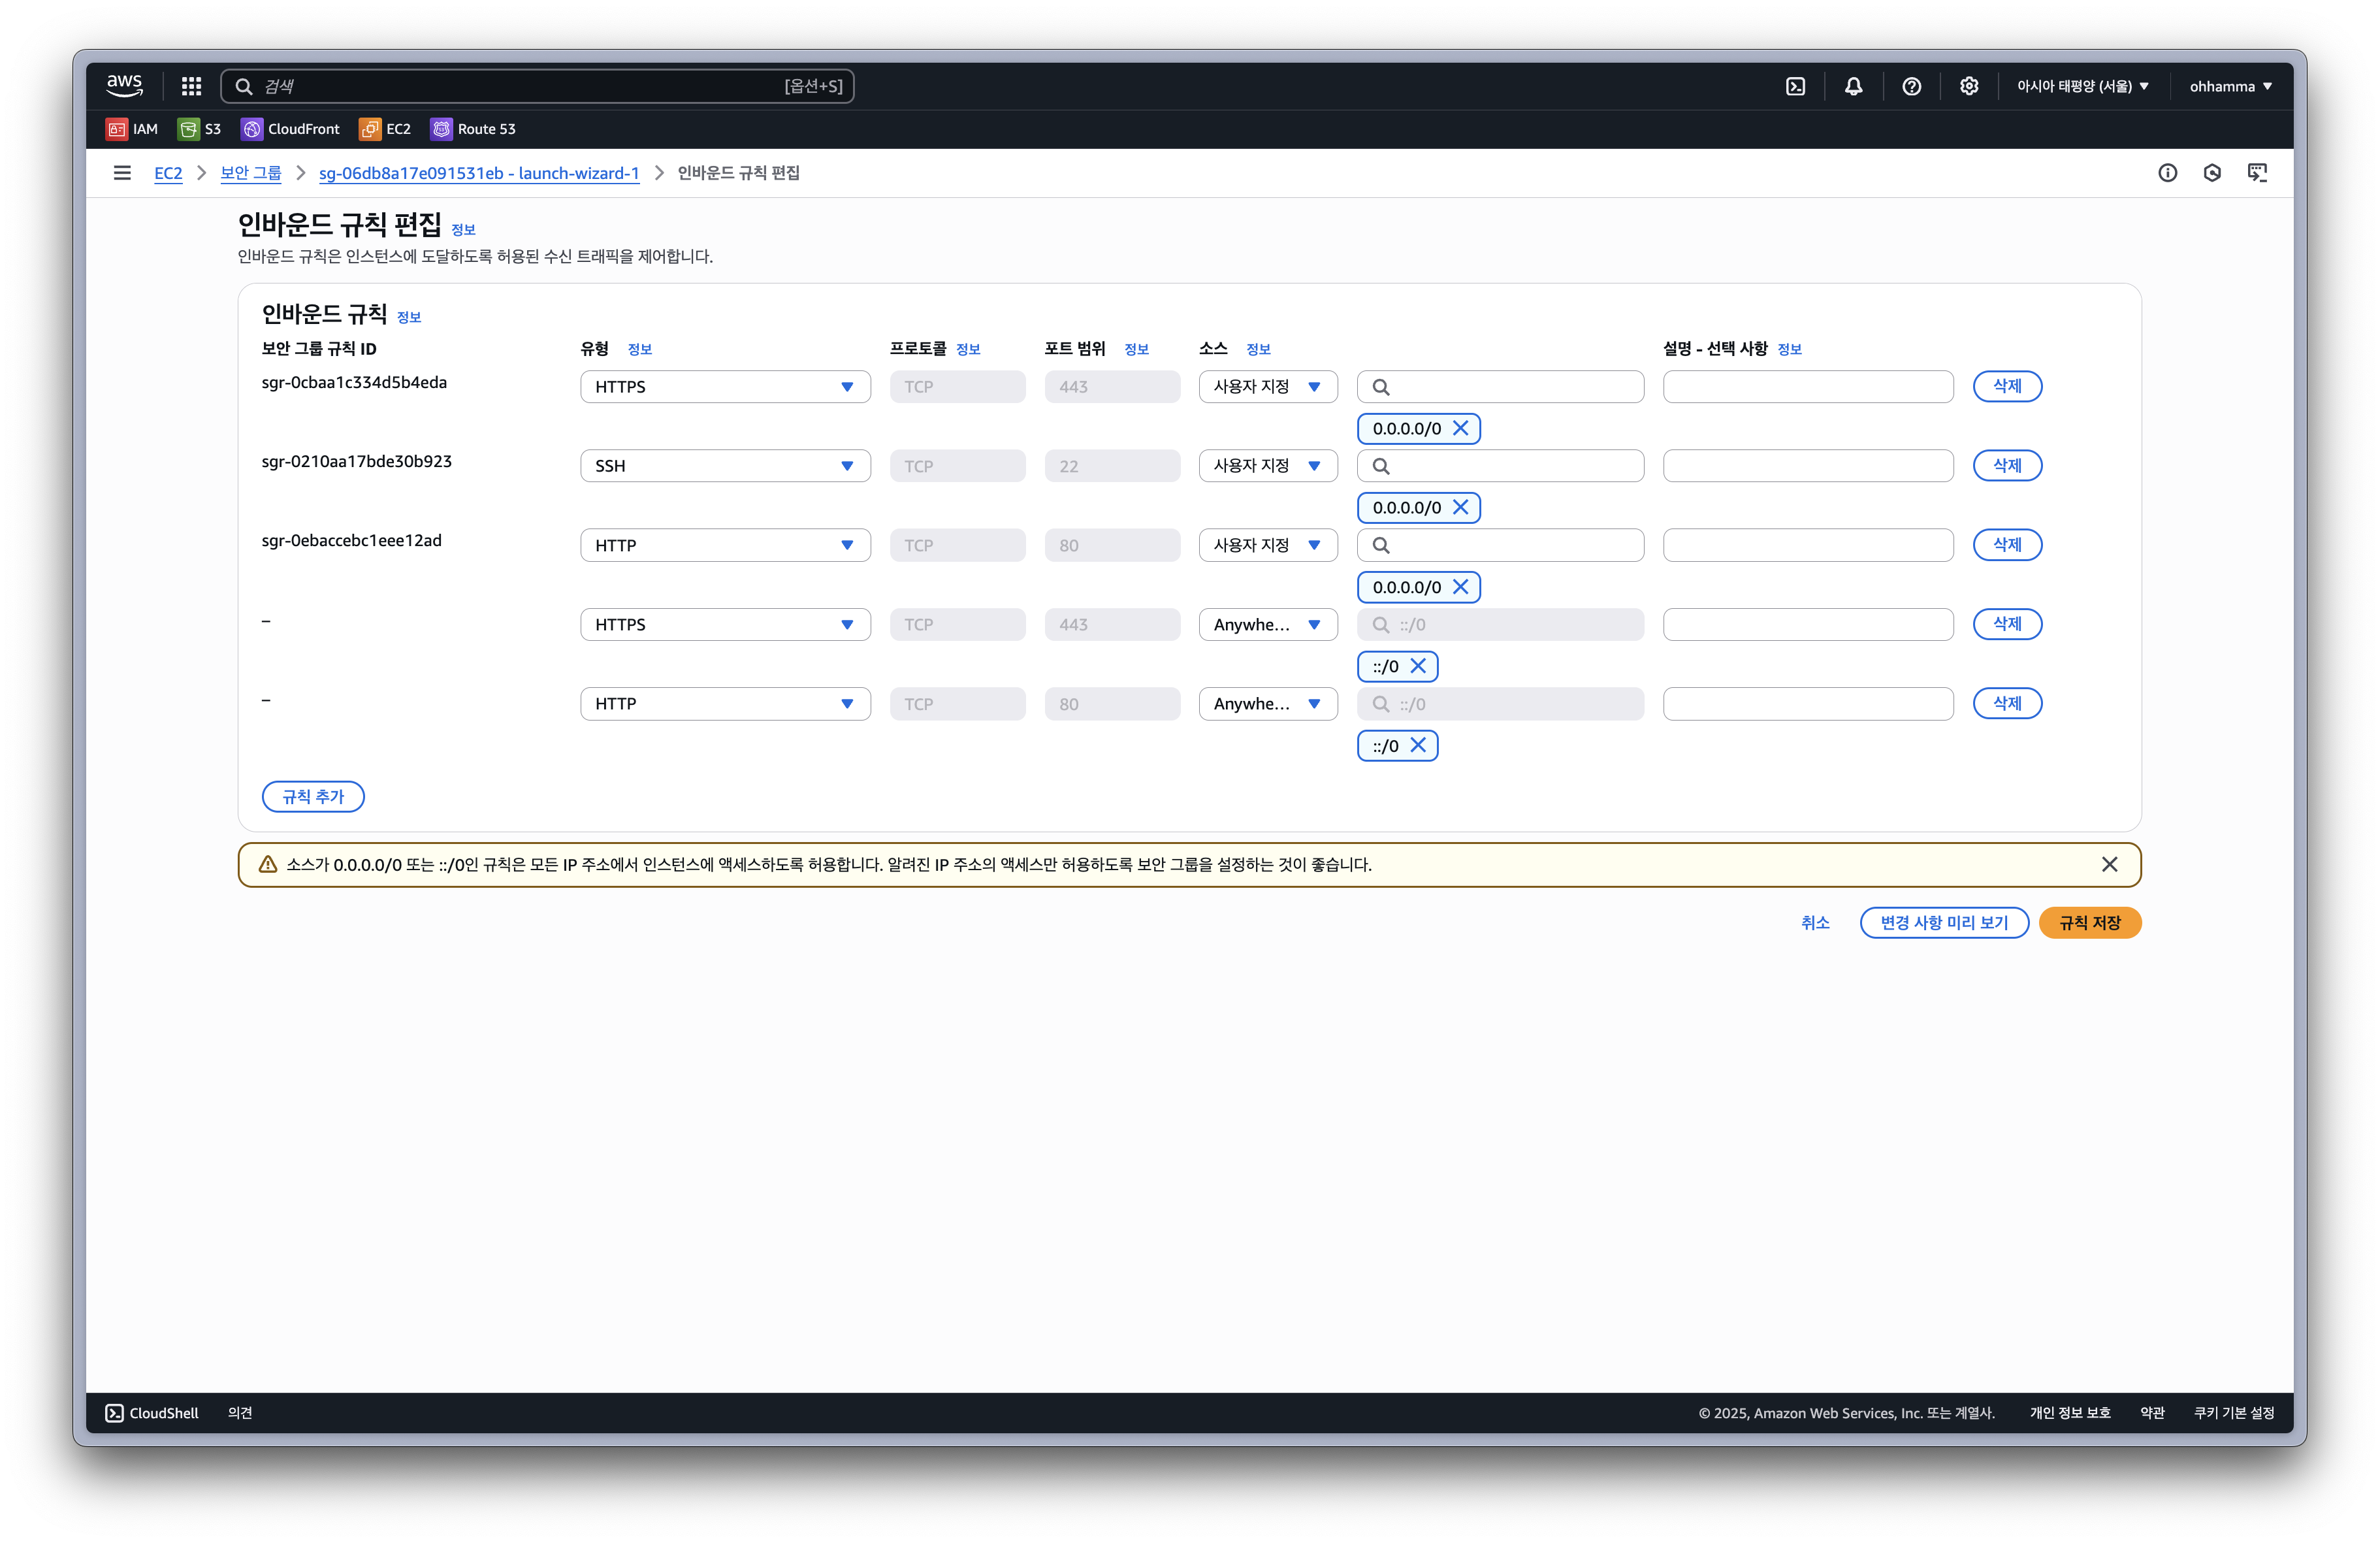 aws 검색 [옵션+S] 아시아 태평양 (서울) ohhamma
IAM S3 CloudFront EC2 Route 53
EC2 보안 그룹 sg-06db8a17e091531eb - launch-wizard-1 인바운드 규칙 편집
인바운드 규칙 편집 정보
인바운드 규칙은 인스턴스에 도달하도록 허용된 수신 트래픽을 제어합니다.
인바운드 규칙 정보
보안 그룹 규칙 ID 유형 정보 프로토콜 정보 포트 범위 정보 소스 정보 설명 - 선택 사항 정보
sgr-0cbaa1c334d5b4eda HTTPS TCP 443 사용자 지정 삭제
0.0.0.0/0
sgr-0210aa17bde30b923 SSH TCP 22 사용자 지정 삭제
0.0.0.0/0
sgr-0ebaccebc1eee12ad HTTP TCP 80 사용자 지정 삭제
0.0.0.0/0
– HTTPS TCP 443 Anywhe... ::/0 삭제
::/0
– HTTP TCP 80 Anywhe... ::/0 삭제
::/0
규칙 추가
소스가 0.0.0.0/0 또는 ::/0인 규칙은 모든 IP 주소에서 인스턴스에 액세스하도록 허용합니다. 알려진 IP 주소의 액세스만 허용하도록 보안 그룹을 설정하는 것이 좋습니다.
취소 변경 사항 미리 보기 규칙 저장
CloudShell 의견 © 2025, Amazon Web Services, Inc. 또는 계열사. 개인 정보 보호 약관 쿠키 기본 설정